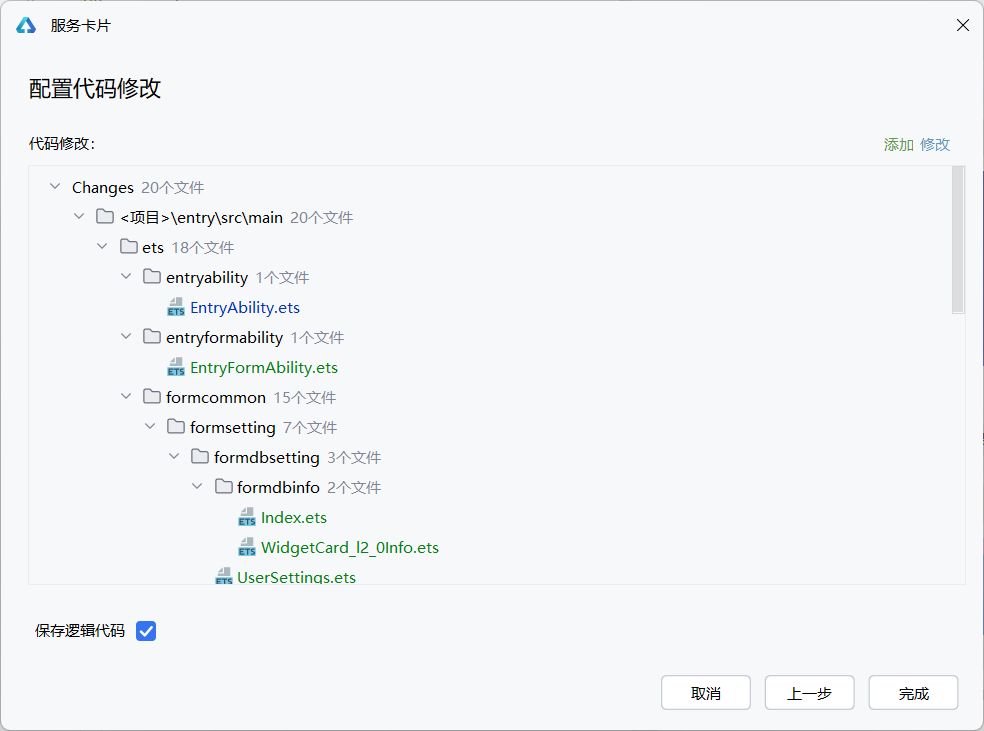 服务卡片
配置代码修改
代码修改：
添加 修改
Changes 20个文件
<项目>\entry\src\main 20个文件
ets 18个文件
entryability 1个文件
ETS EntryAbility.ets
entryformability 1个文件
ETS EntryFormAbility.ets
formcommon 15个文件
formsetting 7个文件
formdbsetting 3个文件
formdbinfo 2个文件
ETS Index.ets
ETS WidgetCard_l2_0Info.ets
ETS UserSettings.ets
保存逻辑代码
取消 上一步 完成